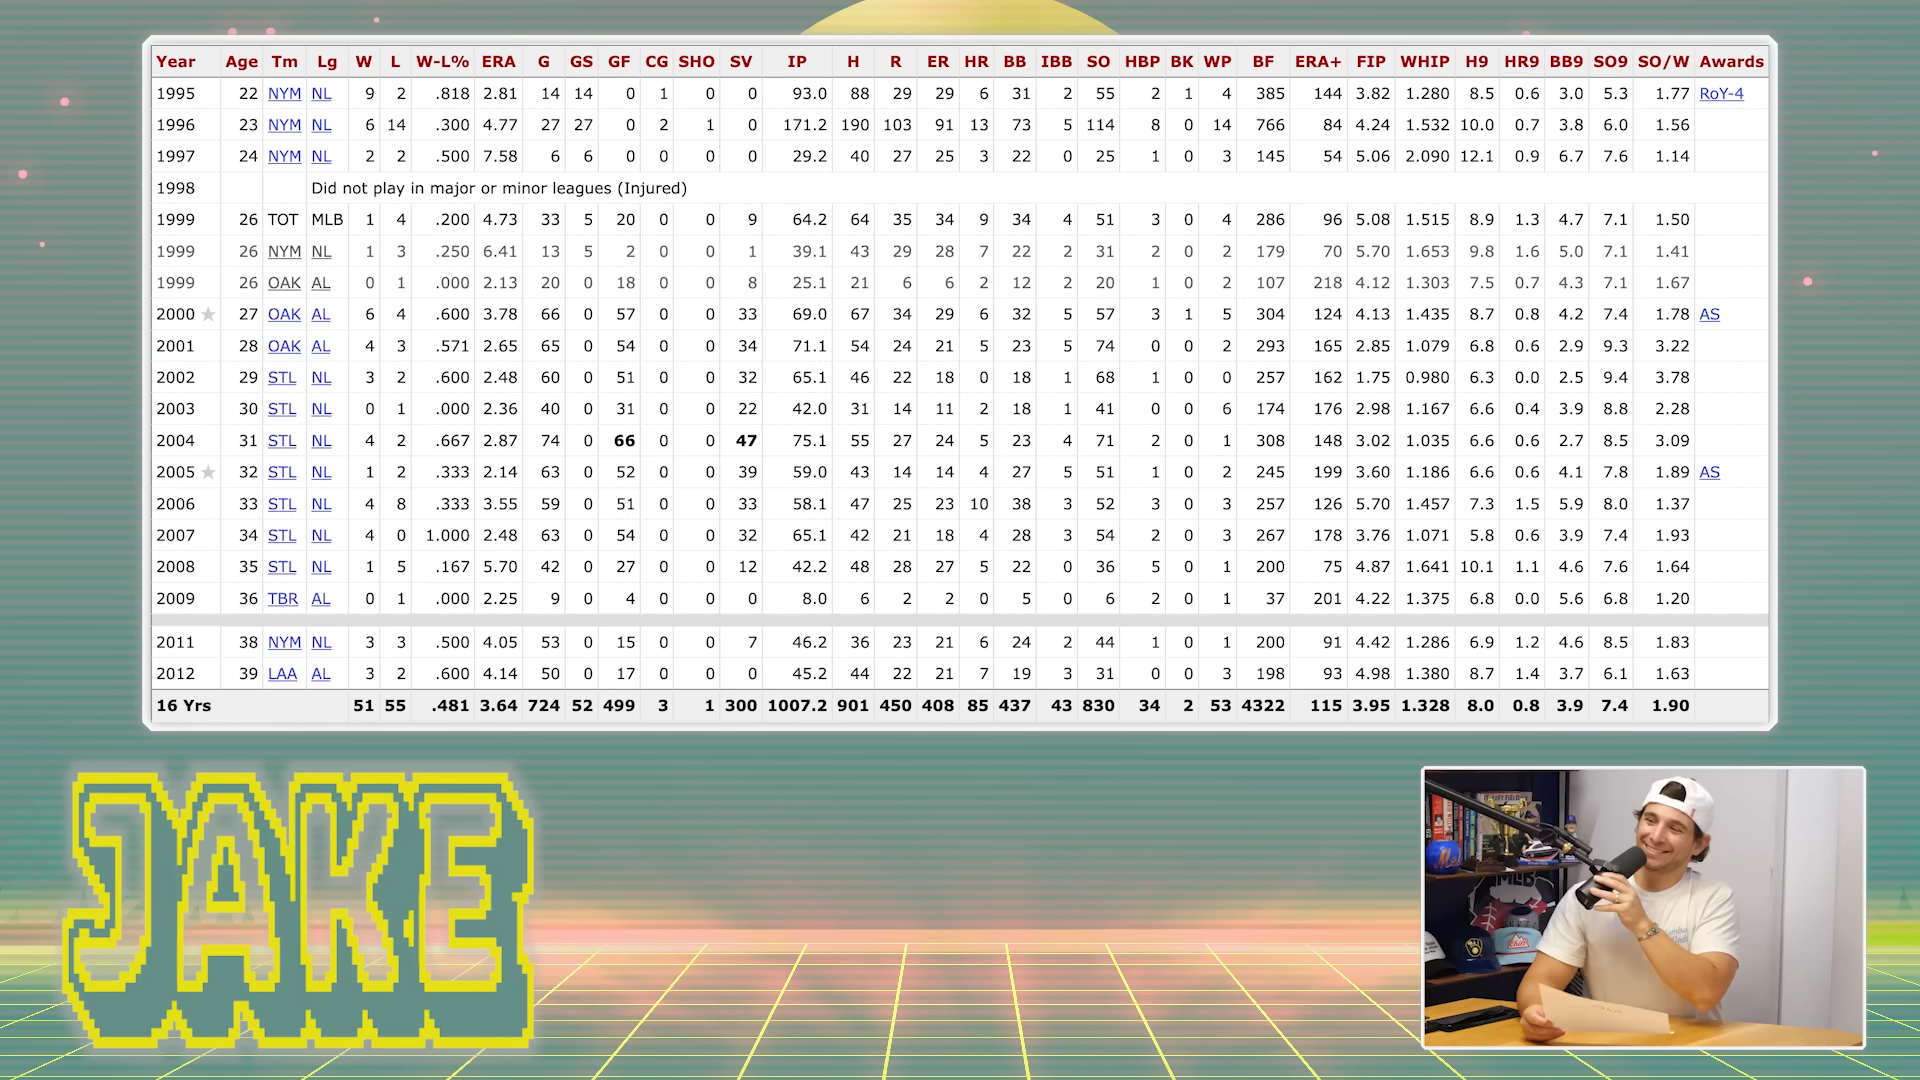 Year Age Tm Lg W L W-L% ERA G GS GF CG SHO SV IP H R ER HR BB IBB SO HBP BK WP BF ERA+ FIP WHIP H9 HR9 BB9 SO9 SO/W Awards
1995 22 NYM NL 9 2 .818 2.81 14 14 0 1 0 0 93.0 88 29 29 6 31 2 55 2 1 4 385 144 3.82 1.280 8.5 0.6 3.0 5.3 1.77 RoY-4
1996 23 NYM NL 6 14 .300 4.77 27 27 0 2 1 0 171.2 190 103 91 13 73 5 114 8 0 14 766 84 4.24 1.532 10.0 0.7 3.8 6.0 1.56
1997 24 NYM NL 2 2 .500 7.58 6 6 0 0 0 0 29.2 40 27 25 3 22 0 25 1 0 3 145 54 5.06 2.090 12.1 0.9 6.7 7.6 1.14
1998 Did not play in major or minor leagues (Injured)
1999 26 TOT MLB 1 4 .200 4.73 33 5 20 0 0 9 64.2 64 35 34 9 34 4 51 3 0 4 286 96 5.08 1.515 8.9 1.3 4.7 7.1 1.50
1999 26 NYM NL 1 3 .250 6.41 13 5 2 0 0 1 39.1 43 29 28 7 22 2 31 2 0 2 179 70 5.70 1.653 9.8 1.6 5.0 7.1 1.41
1999 26 OAK AL 0 1 .000 2.13 20 0 18 0 0 8 25.1 21 6 6 2 12 2 20 1 0 2 107 218 4.12 1.303 7.5 0.7 4.3 7.1 1.67
2000 ★ 27 OAK AL 6 4 .600 3.78 66 0 57 0 0 33 69.0 67 34 29 6 32 5 57 3 1 5 304 124 4.13 1.435 8.7 0.8 4.2 7.4 1.78 AS
2001 28 OAK AL 4 3 .571 2.65 65 0 54 0 0 34 71.1 54 24 21 5 23 5 74 0 0 2 293 165 2.85 1.079 6.8 0.6 2.9 9.3 3.22
2002 29 STL NL 3 2 .600 2.48 60 0 51 0 0 32 65.1 46 22 18 0 18 1 68 1 0 0 257 162 1.75 0.980 6.3 0.0 2.5 9.4 3.78
2003 30 STL NL 0 1 .000 2.36 40 0 31 0 0 22 42.0 31 14 11 2 18 1 41 0 0 6 174 176 2.98 1.167 6.6 0.4 3.9 8.8 2.28
2004 31 STL NL 4 2 .667 2.87 74 0 66 0 0 47 75.1 55 27 24 5 23 4 71 2 0 1 308 148 3.02 1.035 6.6 0.6 2.7 8.5 3.09
2005 ★ 32 STL NL 1 2 .333 2.14 63 0 52 0 0 39 59.0 43 14 14 4 27 5 51 1 0 2 245 199 3.60 1.186 6.6 0.6 4.1 7.8 1.89 AS
2006 33 STL NL 4 8 .333 3.55 59 0 51 0 0 33 58.1 47 25 23 10 38 3 52 3 0 3 257 126 5.70 1.457 7.3 1.5 5.9 8.0 1.37
2007 34 STL NL 4 0 1.000 2.48 63 0 54 0 0 32 65.1 42 21 18 4 28 3 54 2 0 3 267 178 3.76 1.071 5.8 0.6 3.9 7.4 1.93
2008 35 STL NL 1 5 .167 5.70 42 0 27 0 0 12 42.2 48 28 27 5 22 0 36 5 0 1 200 75 4.87 1.641 10.1 1.1 4.6 7.6 1.64
2009 36 TBR AL 0 1 .000 2.25 9 0 4 0 0 0 8.0 6 2 2 0 5 0 6 2 0 1 37 201 4.22 1.375 6.8 0.0 5.6 6.8 1.20
2011 38 NYM NL 3 3 .500 4.05 53 0 15 0 0 7 46.2 36 23 21 6 24 2 44 1 0 1 200 91 4.42 1.286 6.9 1.2 4.6 8.5 1.83
2012 39 LAA AL 3 2 .600 4.14 50 0 17 0 0 0 45.2 44 22 21 7 19 3 31 0 0 3 198 93 4.98 1.380 8.7 1.4 3.7 6.1 1.63
16 Yrs 51 55 .481 3.64 724 52 499 3 1 300 1007.2 901 450 408 85 437 43 830 34 2 53 4322 115 3.95 1.328 8.0 0.8 3.9 7.4 1.90
JAKE